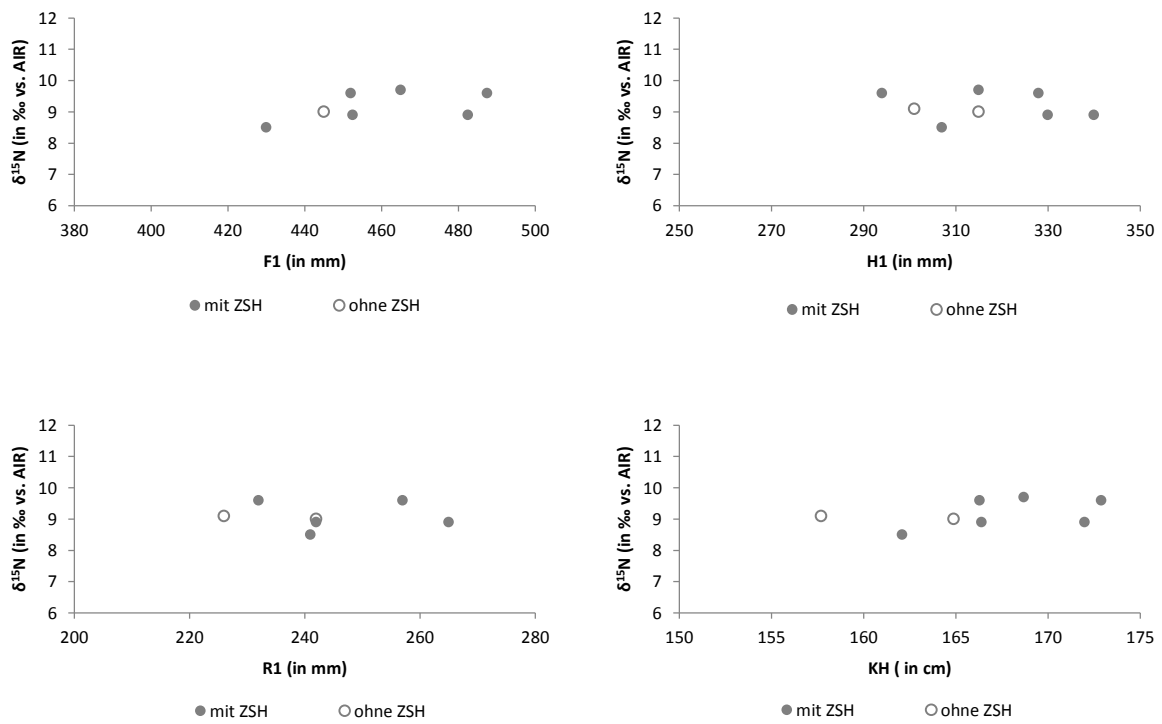 12
11
10
9
8
7
6
δ¹⁵N (in ‰ vs. AIR)
380 400 420 440 460 480 500
F1 (in mm)
mit ZSH ohne ZSH
12
11
10
9
8
7
6
δ¹⁵N (in ‰ vs. AIR)
250 270 290 310 330 350
H1 (in mm)
mit ZSH ohne ZSH
12
11
10
9
8
7
6
δ¹⁵N (in ‰ vs. AIR)
200 220 240 260 280
R1 (in mm)
mit ZSH ohne ZSH
12
11
10
9
8
7
6
δ¹⁵N (in ‰ vs. AIR)
150 155 160 165 170 175
KH ( in cm)
mit ZSH ohne ZSH